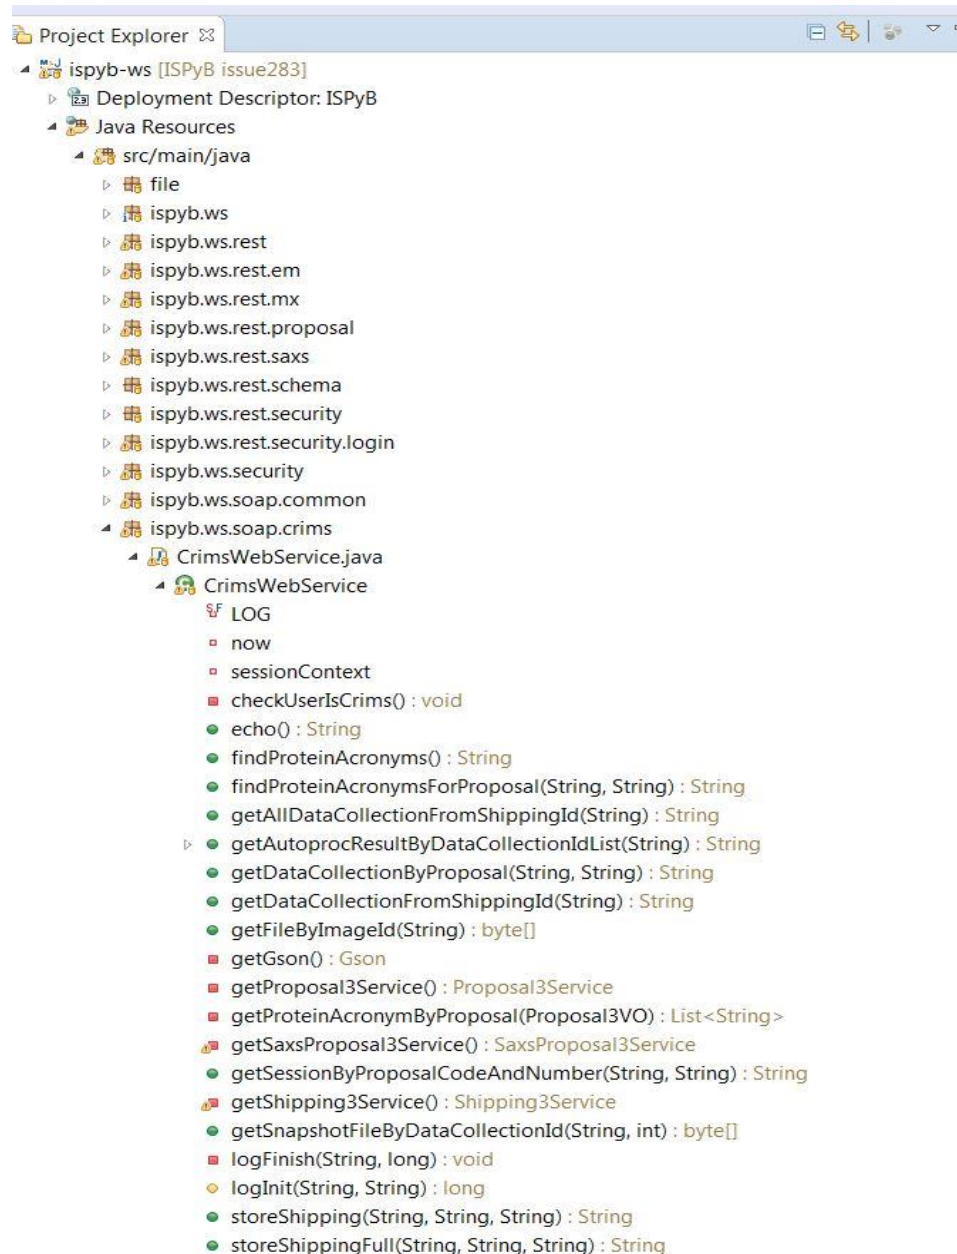 Project Explorer
ispyb-ws [ISPyB issue283]
Deployment Descriptor: ISPyB
Java Resources
src/main/java
file
ispyb.ws
ispyb.ws.rest
ispyb.ws.rest.em
ispyb.ws.rest.mx
ispyb.ws.rest.proposal
ispyb.ws.rest.saxs
ispyb.ws.rest.schema
ispyb.ws.rest.security
ispyb.ws.rest.security.login
ispyb.ws.security
ispyb.ws.soap.common
ispyb.ws.soap.crims
CrimsWebService.java
CrimsWebService
LOG
now
sessionContext
checkUserIsCrims() : void
echo() : String
findProteinAcronyms() : String
findProteinAcronymsForProposal(String, String) : String
getAllDataCollectionFromShippingId(String) : String
getAutoprocResultByDataCollectionIdList(String) : String
getDataCollectionByProposal(String, String) : String
getDataCollectionFromShippingId(String) : String
getFileByImageId(String) : byte[]
getGson() : Gson
getProposal3Service() : Proposal3Service
getProteinAcronymByProposal(Proposal3VO) : List<String>
getSaxsProposal3Service() : SaxsProposal3Service
getSessionByProposalCodeAndNumber(String, String) : String
getShipping3Service() : Shipping3Service
getSnapshotFileByDataCollectionId(String, int) : byte[]
logFinish(String, long) : void
logInit(String, String) : long
storeShipping(String, String, String) : String
storeShippingFull(String, String, String) : String